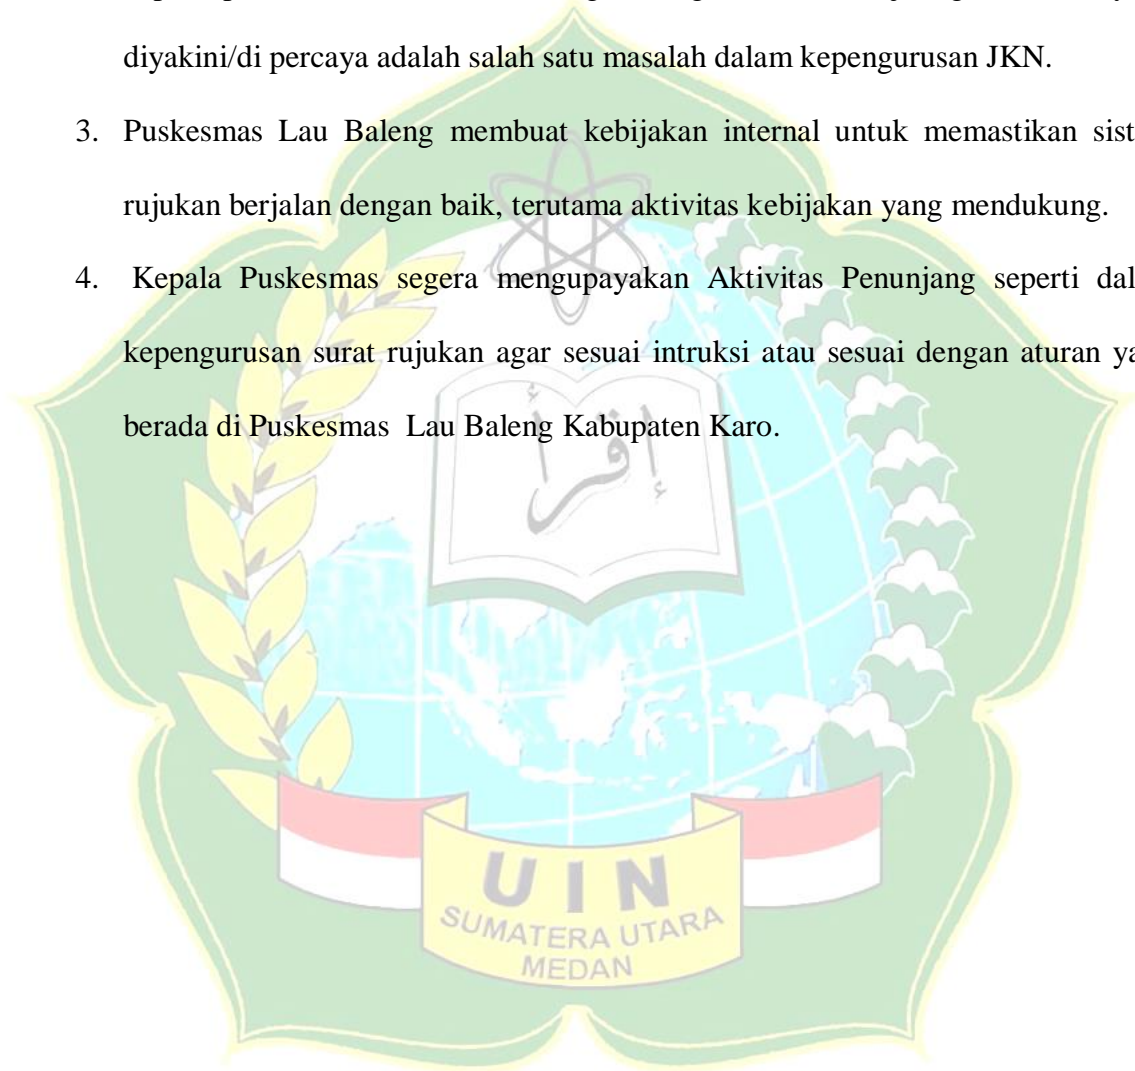 diyakini/di percaya adalah salah satu masalah dalam kepengurusan JKN.
3. Puskesmas Lau Baleng membuat kebijakan internal untuk memastikan sist
rujukan berjalan dengan baik, terutama aktivitas kebijakan yang mendukung.
4. Kepala Puskesmas segera mengupayakan Aktivitas Penunjang seperti dal
kepengurusan surat rujukan agar sesuai intruksi atau sesuai dengan aturan ya
berada di Puskesmas Lau Baleng Kabupaten Karo.
إقرأ
UIN
SUMATERA UTARA
MEDAN